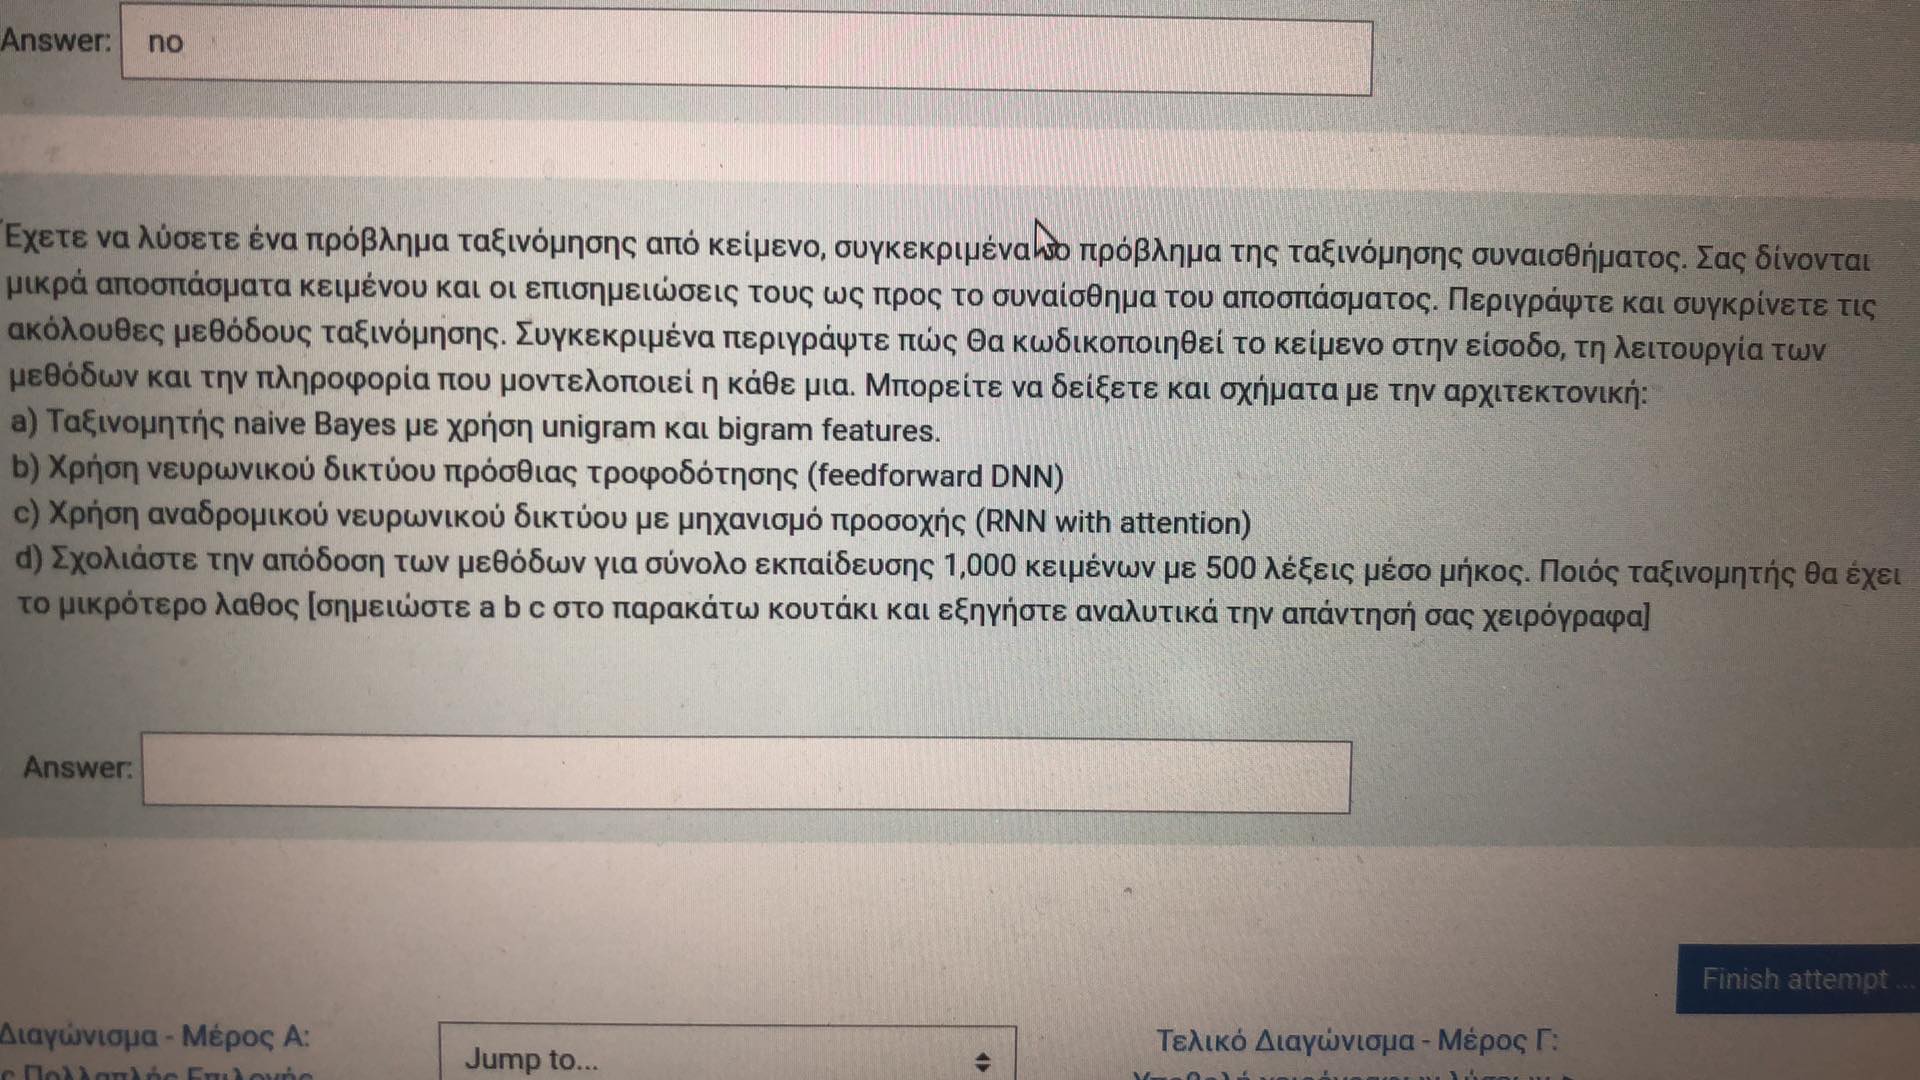 Answer: no
Έχετε να λύσετε ένα πρόβλημα ταξινόμησης από κείμενο, συγκεκριμένα το πρόβλημα της ταξινόμησης συναισθήματος. Σας δίνονται
μικρά αποσπάσματα κειμένου και οι επισημειώσεις τους ως προς το συναίσθημα του αποσπάσματος. Περιγράψτε και συγκρίνετε τις
ακόλουθες μεθόδους ταξινόμησης. Συγκεκριμένα περιγράψτε πώς θα κωδικοποιηθεί το κείμενο στην είσοδο, τη λειτουργία των
μεθόδων και την πληροφορία που μοντελοποιεί η κάθε μια. Μπορείτε να δείξετε και σχήματα με την αρχιτεκτονική:
a) Ταξινομητής naive Bayes με χρήση unigram και bigram features.
b) Χρήση νευρωνικού δικτύου πρόσθιας τροφοδότησης (feedforward DNN)
c) Χρήση αναδρομικού νευρωνικού δικτύου με μηχανισμό προσοχής (RNN with attention)
d) Σχολιάστε την απόδοση των μεθόδων για σύνολο εκπαίδευσης 1,000 κειμένων με 500 λέξεις μέσο μήκος. Ποιός ταξινομητής θα έχει
το μικρότερο λαθος [σημειώστε a b c στο παρακάτω κουτάκι και εξηγήστε αναλυτικά την απάντησή σας χειρόγραφα]
Answer:
Finish attempt ...
Διαγώνισμα - Μέρος Α:
Jump to...
Τελικό Διαγώνισμα - Μέρος Γ: